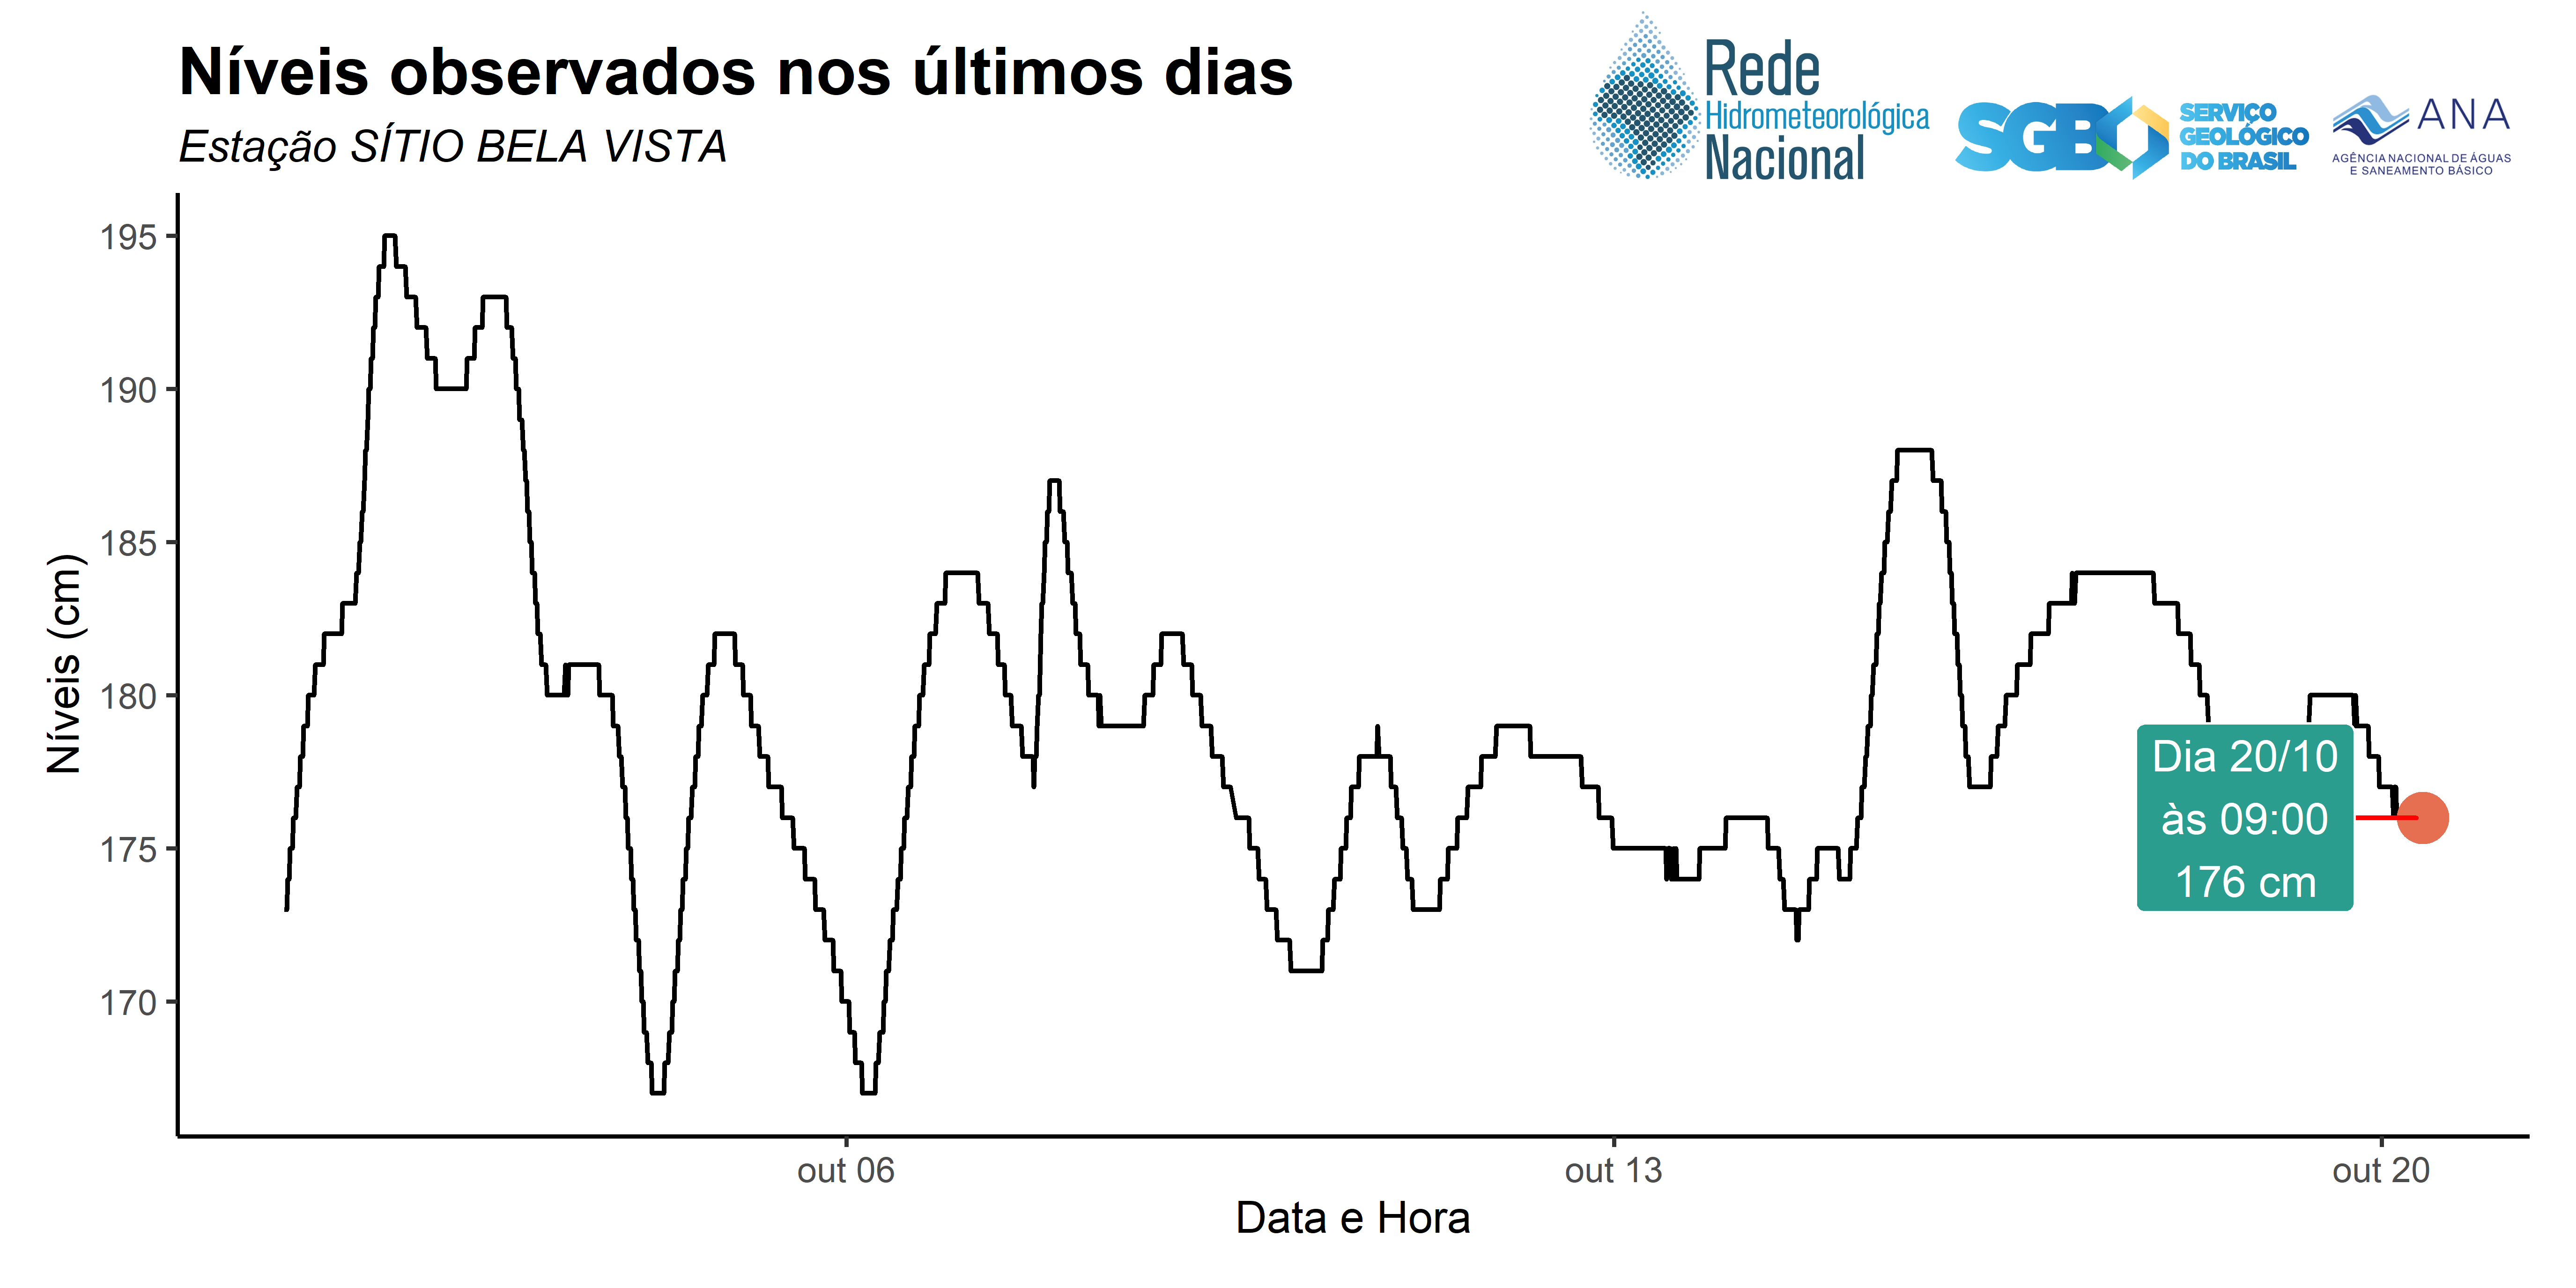 Níveis observados nos últimos dias
Estação SÍTIO BELA VISTA
Rede
Hidrometeorológica
Nacional
SGB
SERVIÇO
GEOLÓGICO
DO BRASIL
ANA
AGÊNCIA NACIONAL DE ÁGUAS
E SANEAMENTO BÁSICO
Níveis (cm)
195
190
185
180
175
170
Dia 20/10
às 09:00
176 cm
out 06
out 13
out 20
Data e Hora